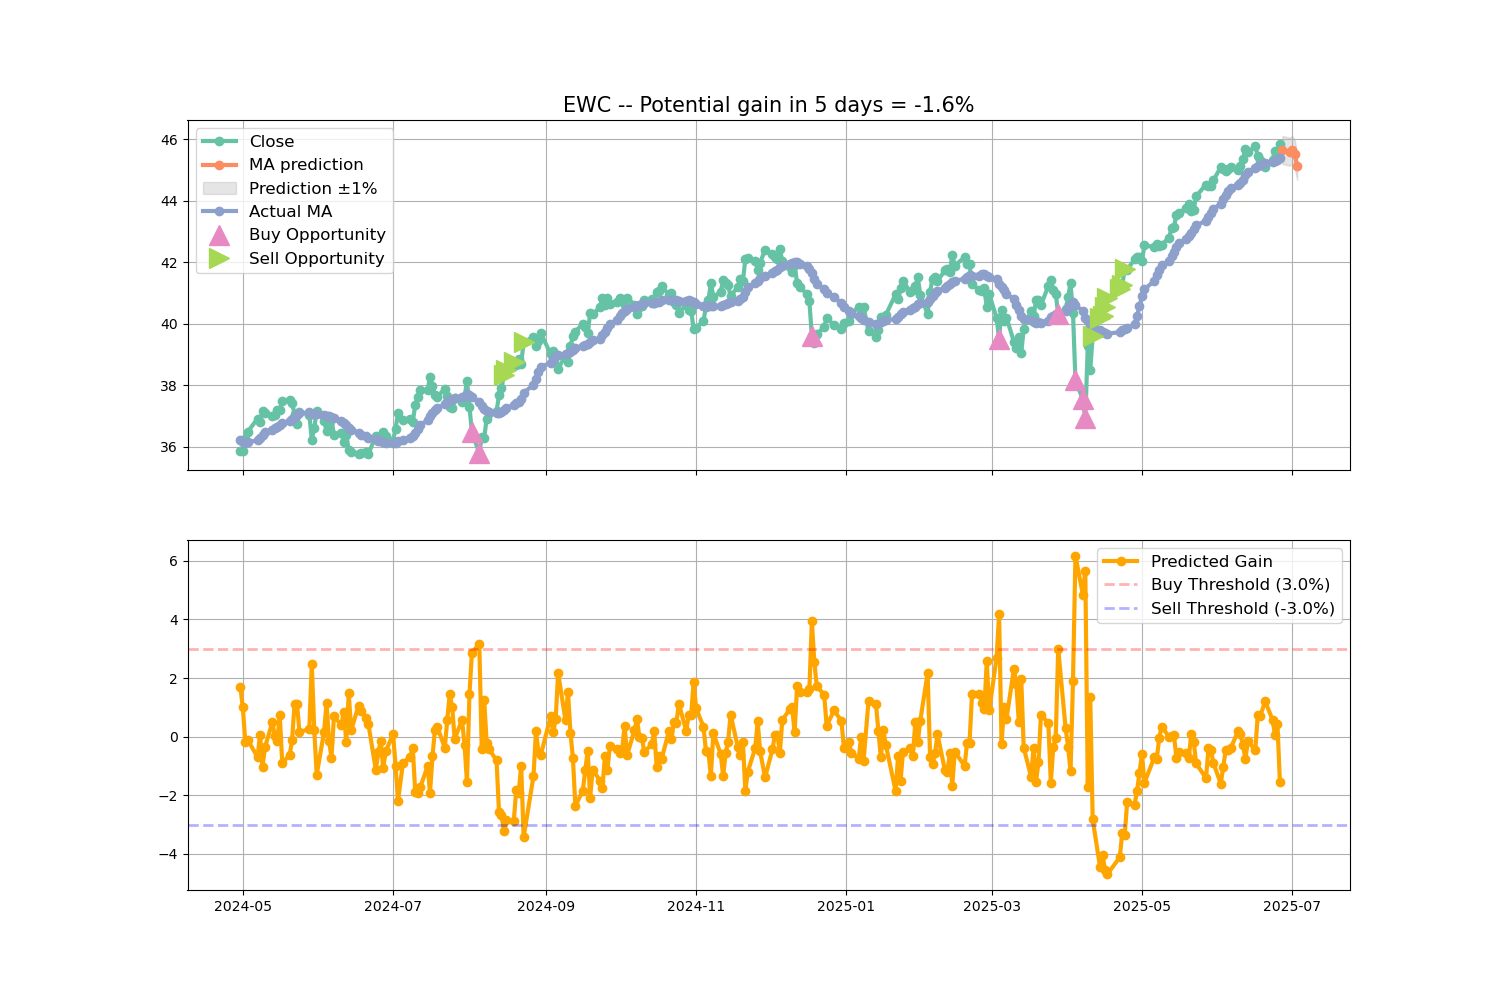 EWC -- Potential gain in 5 days = -1.6%
46
44
42
40
38
36
Close
MA prediction
Prediction ±1%
Actual MA
Buy Opportunity
Sell Opportunity
6
4
2
0
−2
−4
Predicted Gain
Buy Threshold (3.0%)
Sell Threshold (-3.0%)
2024-05
2024-07
2024-09
2024-11
2025-01
2025-03
2025-05
2025-07